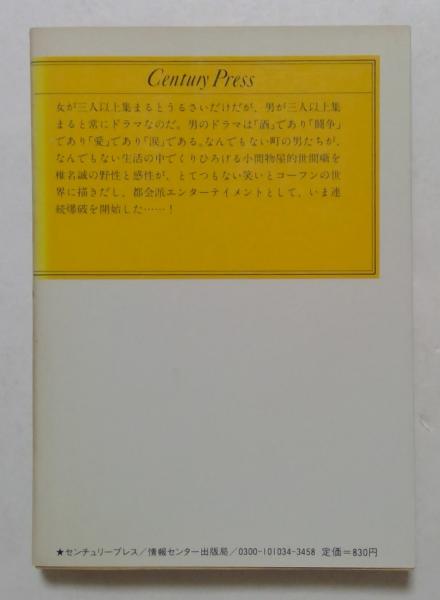 Century Press
女が三人以上集まるとうるさいだけだが、男が三人以上集
まると常にドラマなのだ。男のドラマは「酒」であり「闘争」
であり「愛」であり「涙」である。なんでもない町の男たちが、
なんでもない生活の中でくりひろげる小間物屋的世間噺を
椎名誠の野性と感性が、とてつもない笑いとコーフンの世
界に描きだし、都会派エンターテイメントとして、いま連
続爆破を開始した……!
★センチュリープレス/情報センター出版局/0300-101034-3458 定価=830円